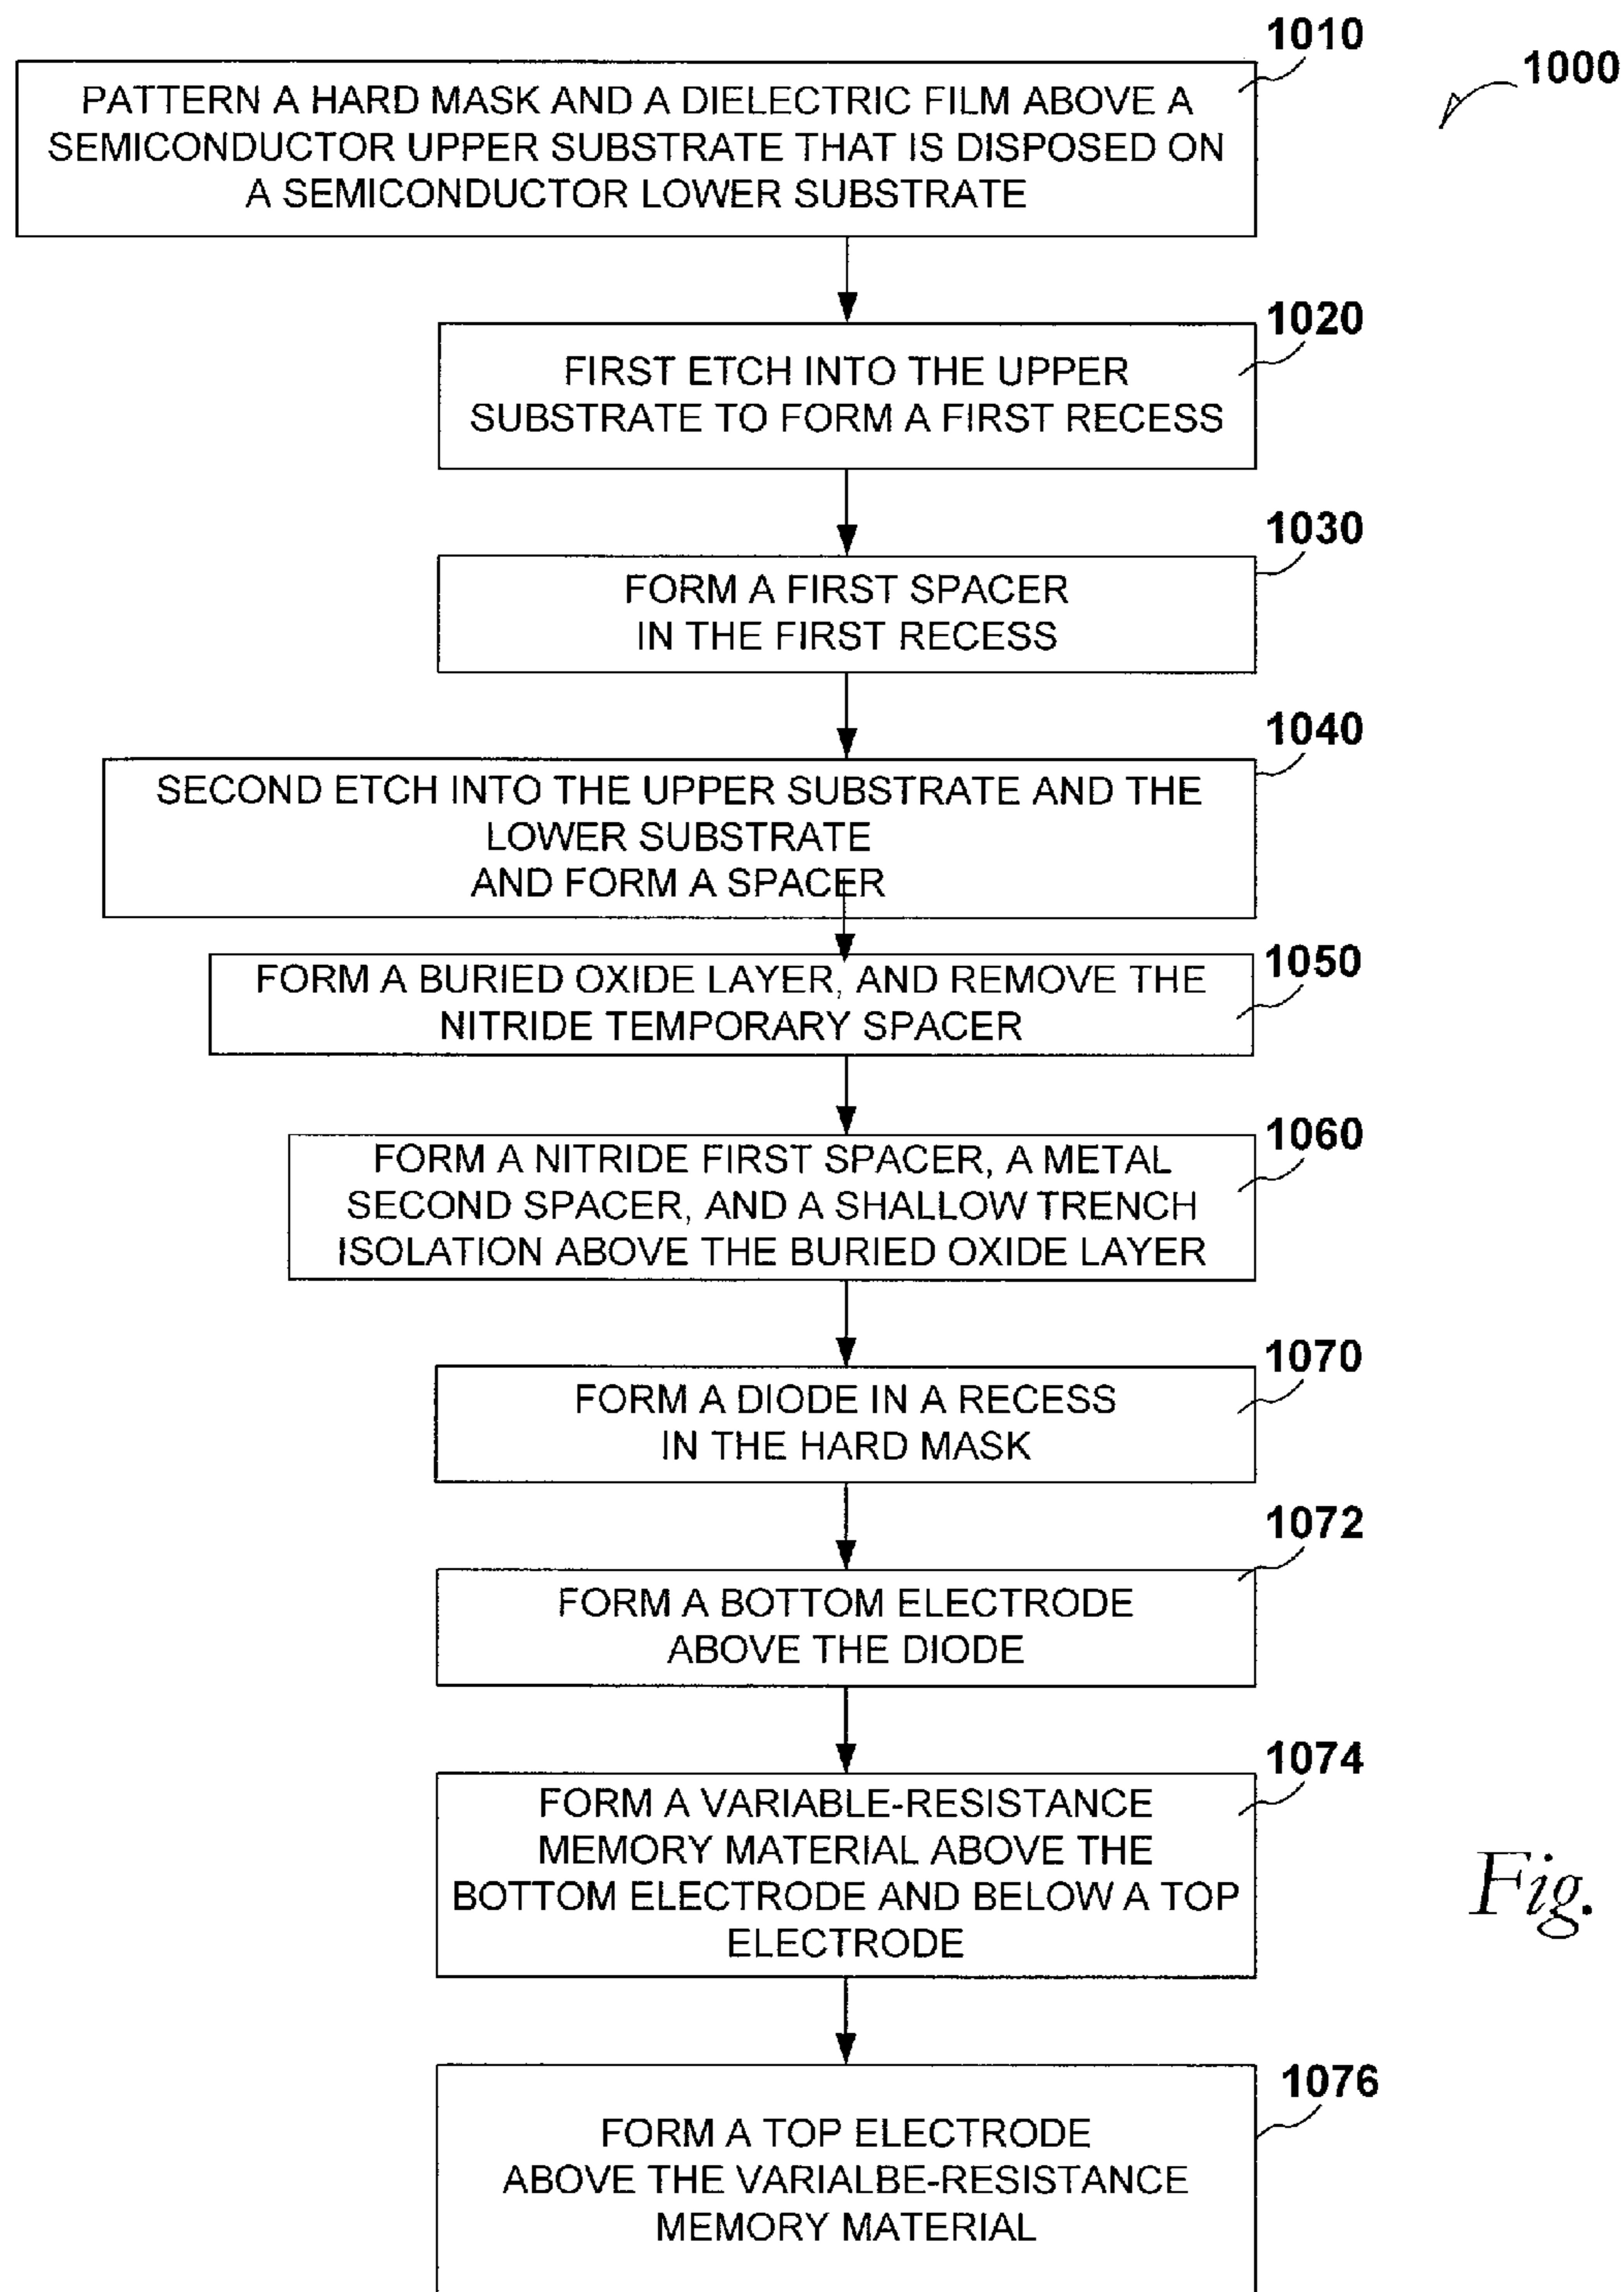 1010
1000
PATTERN A HARD MASK AND A DIELECTRIC FILM ABOVE A
SEMICONDUCTOR UPPER SUBSTRATE THAT IS DISPOSED ON
A SEMICONDUCTOR LOWER SUBSTRATE
1020
FIRST ETCH INTO THE UPPER
SUBSTRATE TO FORM A FIRST RECESS
1030
FORM A FIRST SPACER
IN THE FIRST RECESS
1040
SECOND ETCH INTO THE UPPER SUBSTRATE AND THE
LOWER SUBSTRATE
AND FORM A SPACER
1050
FORM A BURIED OXIDE LAYER, AND REMOVE THE
NITRIDE TEMPORARY SPACER
1060
FORM A NITRIDE FIRST SPACER, A METAL
SECOND SPACER, AND A SHALLOW TRENCH
ISOLATION ABOVE THE BURIED OXIDE LAYER
1070
FORM A DIODE IN A RECESS
IN THE HARD MASK
1072
FORM A BOTTOM ELECTRODE
ABOVE THE DIODE
1074
FORM A VARIABLE-RESISTANCE
MEMORY MATERIAL ABOVE THE
BOTTOM ELECTRODE AND BELOW A TOP
ELECTRODE
Fig.
1076
FORM A TOP ELECTRODE
ABOVE THE VARIALBE-RESISTANCE
MEMORY MATERIAL